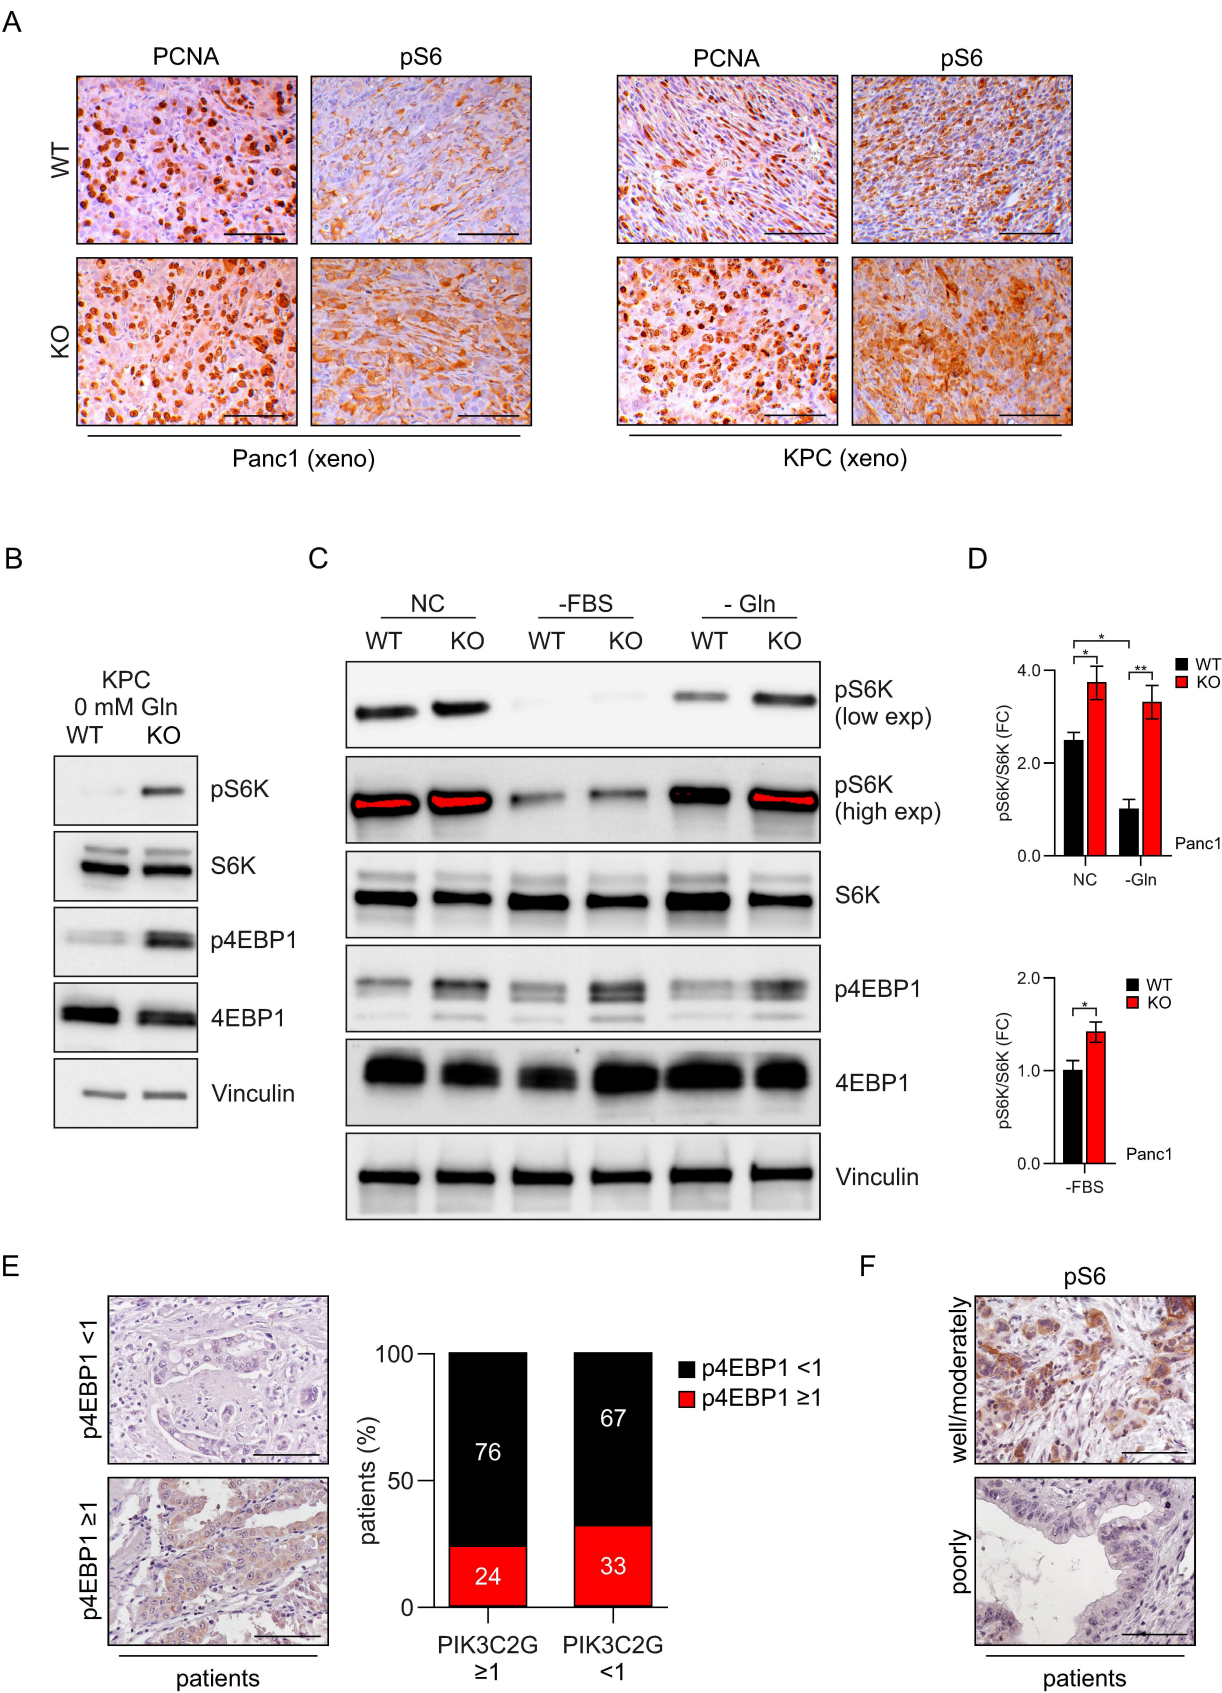 A
PCNA
pS6
PCNA
pS6
WT
KO
Panc1 (xeno)
KPC (xeno)
B
C
D
KPC
0 mM Gln
WT
KO
pS6K
S6K
p4EBP1
4EBP1
Vinculin
NC
-FBS
- Gln
WT
KO
WT
KO
WT
KO
pS6K
(low exp)
pS6K
(high exp)
S6K
p4EBP1
4EBP1
Vinculin
*
*
**
WT
KO
4.0
2.0
0.0
pS6K/S6K (FC)
NC
-Gln
Panc1
*
WT
KO
2.0
1.0
0.0
pS6K/S6K (FC)
-FBS
Panc1
E
p4EBP1 <1
p4EBP1 ≥1
patients
100
50
0
patients (%)
76
24
67
33
p4EBP1 <1
p4EBP1 ≥1
PIK3C2G
≥1
PIK3C2G
<1
F
pS6
well/moderately
poorly
patients